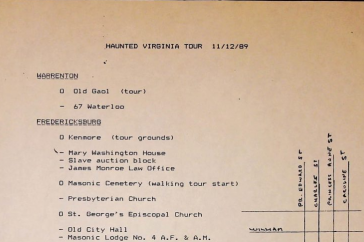 HAUNTED VIRGINIA TOUR 11/12/89
WARRENTON
O Old Gaol (tour)
- 67 Waterloo
FREDERICKSBURG
O Kenmore (tour grounds)
- Mary Washington House
- Slave auction block
- James Monroe Law Office
O Masonic Cemetery (walking tour start)
- Presbyterian Church
O St. George's Episcopal Church
- Old City Hall
- Masonic Lodge No. 4 A.F. & A.M.
PR. EDWARD ST
CHARLES ST
PRINCESS ANNE ST
CAROLINE ST
WILLIAM